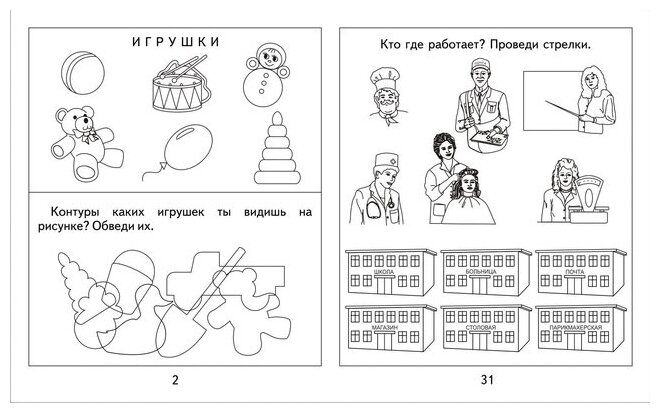 ИГРУШКИ
Контуры каких игрушек ты видишь на
рисунке? Обведи их.
2
Кто где работает? Проведи стрелки.
ШКОЛА
БОЛЬНИЦА
ПОЧТА
МАГАЗИН
СТОЛОВАЯ
ПАРИКМАХЕРСКАЯ
31